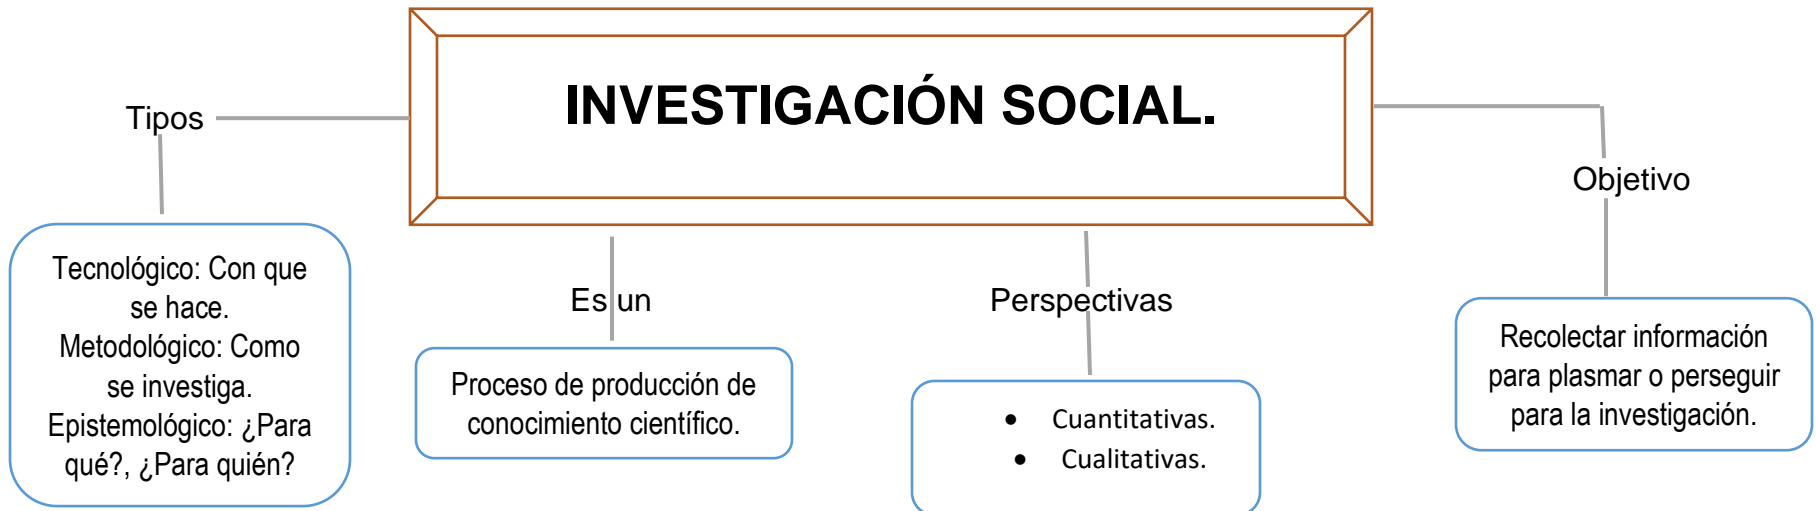 INVESTIGACIÓN SOCIAL.
Tipos
Tecnológico: Con que
se hace.
Metodológico: Como
se investiga.
Epistemológico: ¿Para
qué?, ¿Para quién?
Es un
Proceso de producción de
conocimiento científico.
Perspectivas
• Cuantitativas.
• Cualitativas.
Objetivo
Recolectar información
para plasmar o perseguir
para la investigación.